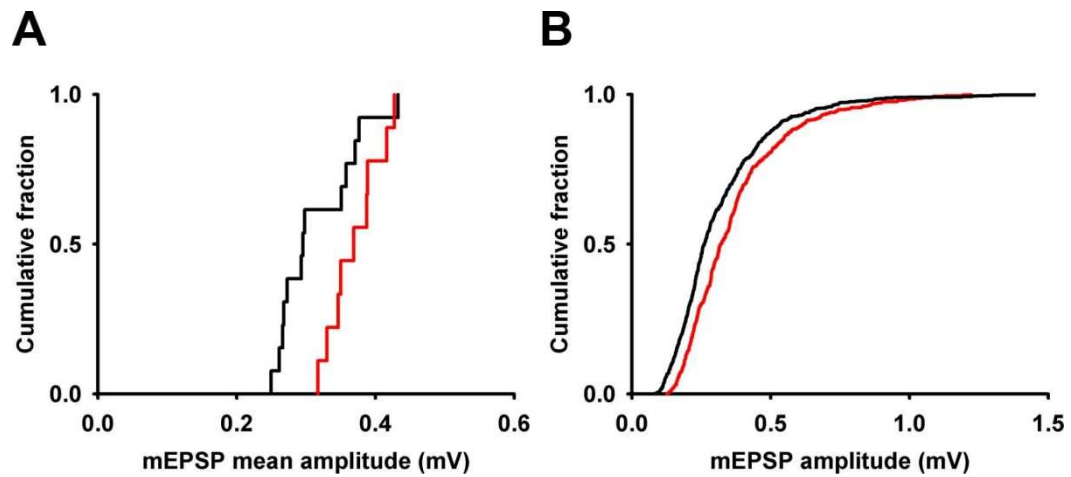 A
B
1.0
0.5
0.0
Cumulative fraction
0.0 0.2 0.4 0.6
mEPSP mean amplitude (mV)
1.0
0.5
0.0
Cumulative fraction
0.0 0.5 1.0 1.5
mEPSP amplitude (mV)